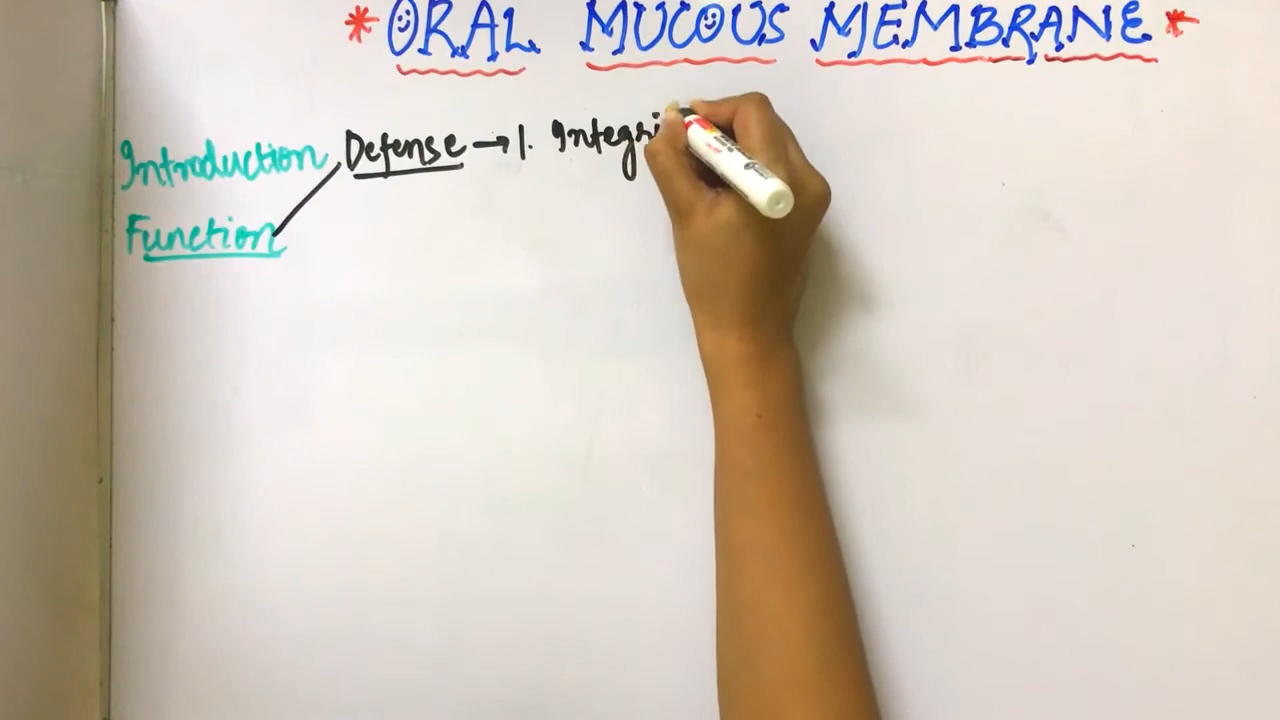 *ORAL MUCOUS MEMBRANE*
Introduction
Defense → 1. Integri
Function